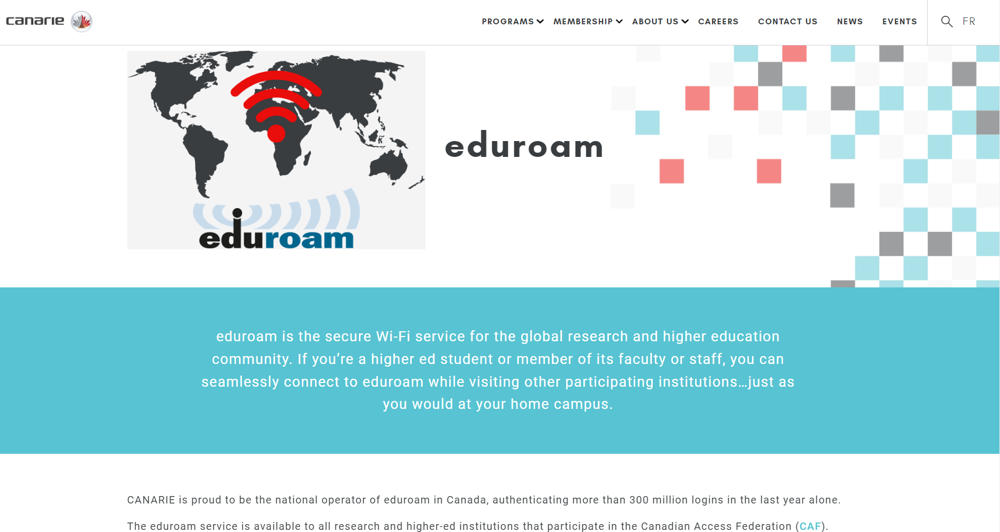 canarie
PROGRAMS MEMBERSHIP ABOUT US CAREERS CONTACT US NEWS EVENTS FR
eduroam
eduroam
eduroam is the secure Wi-Fi service for the global research and higher education
community. If you’re a higher ed student or member of its faculty or staff, you can
seamlessly connect to eduroam while visiting other participating institutions…just as
you would at your home campus.
CANARIE is proud to be the national operator of eduroam in Canada, authenticating more than 300 million logins in the last year alone.
The eduroam service is available to all research and higher-ed institutions that participate in the Canadian Access Federation (CAF).